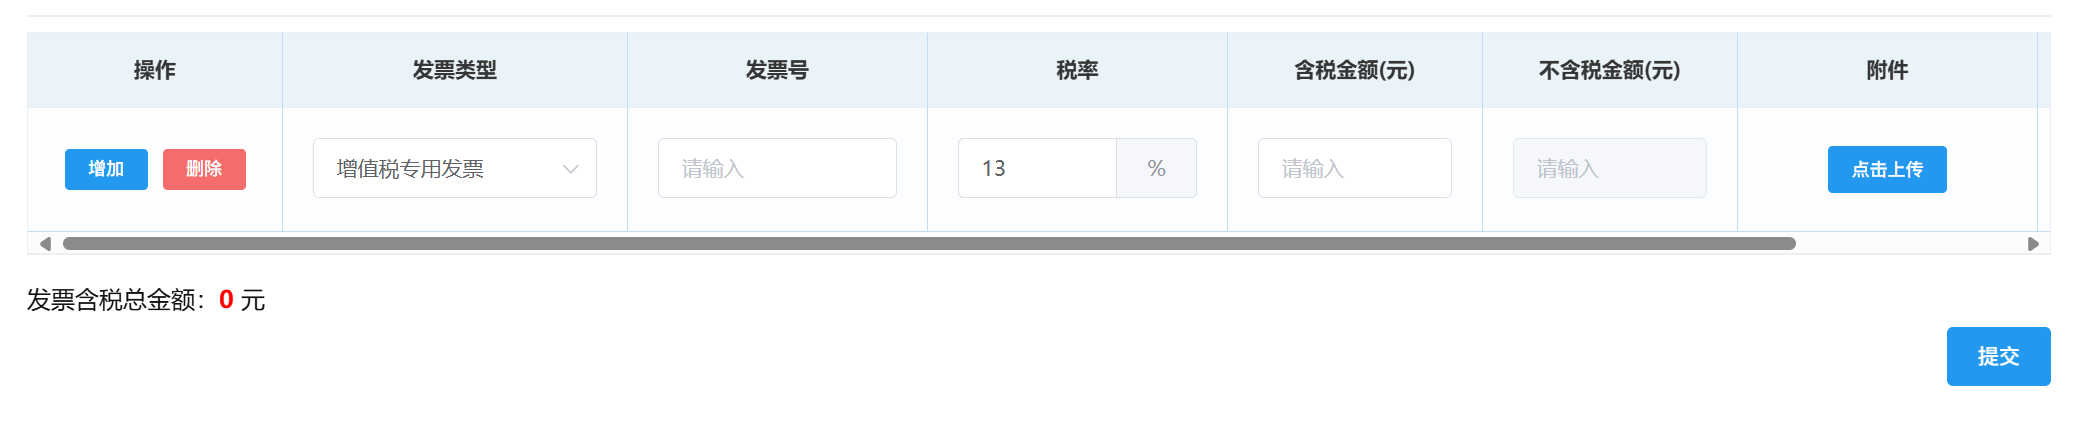 操作 发票类型 发票号 税率 含税金额(元) 不含税金额(元) 附件
增加 删除 增值税专用发票 请输入 13 % 请输入 请输入 点击上传
发票含税总金额：0 元
提交